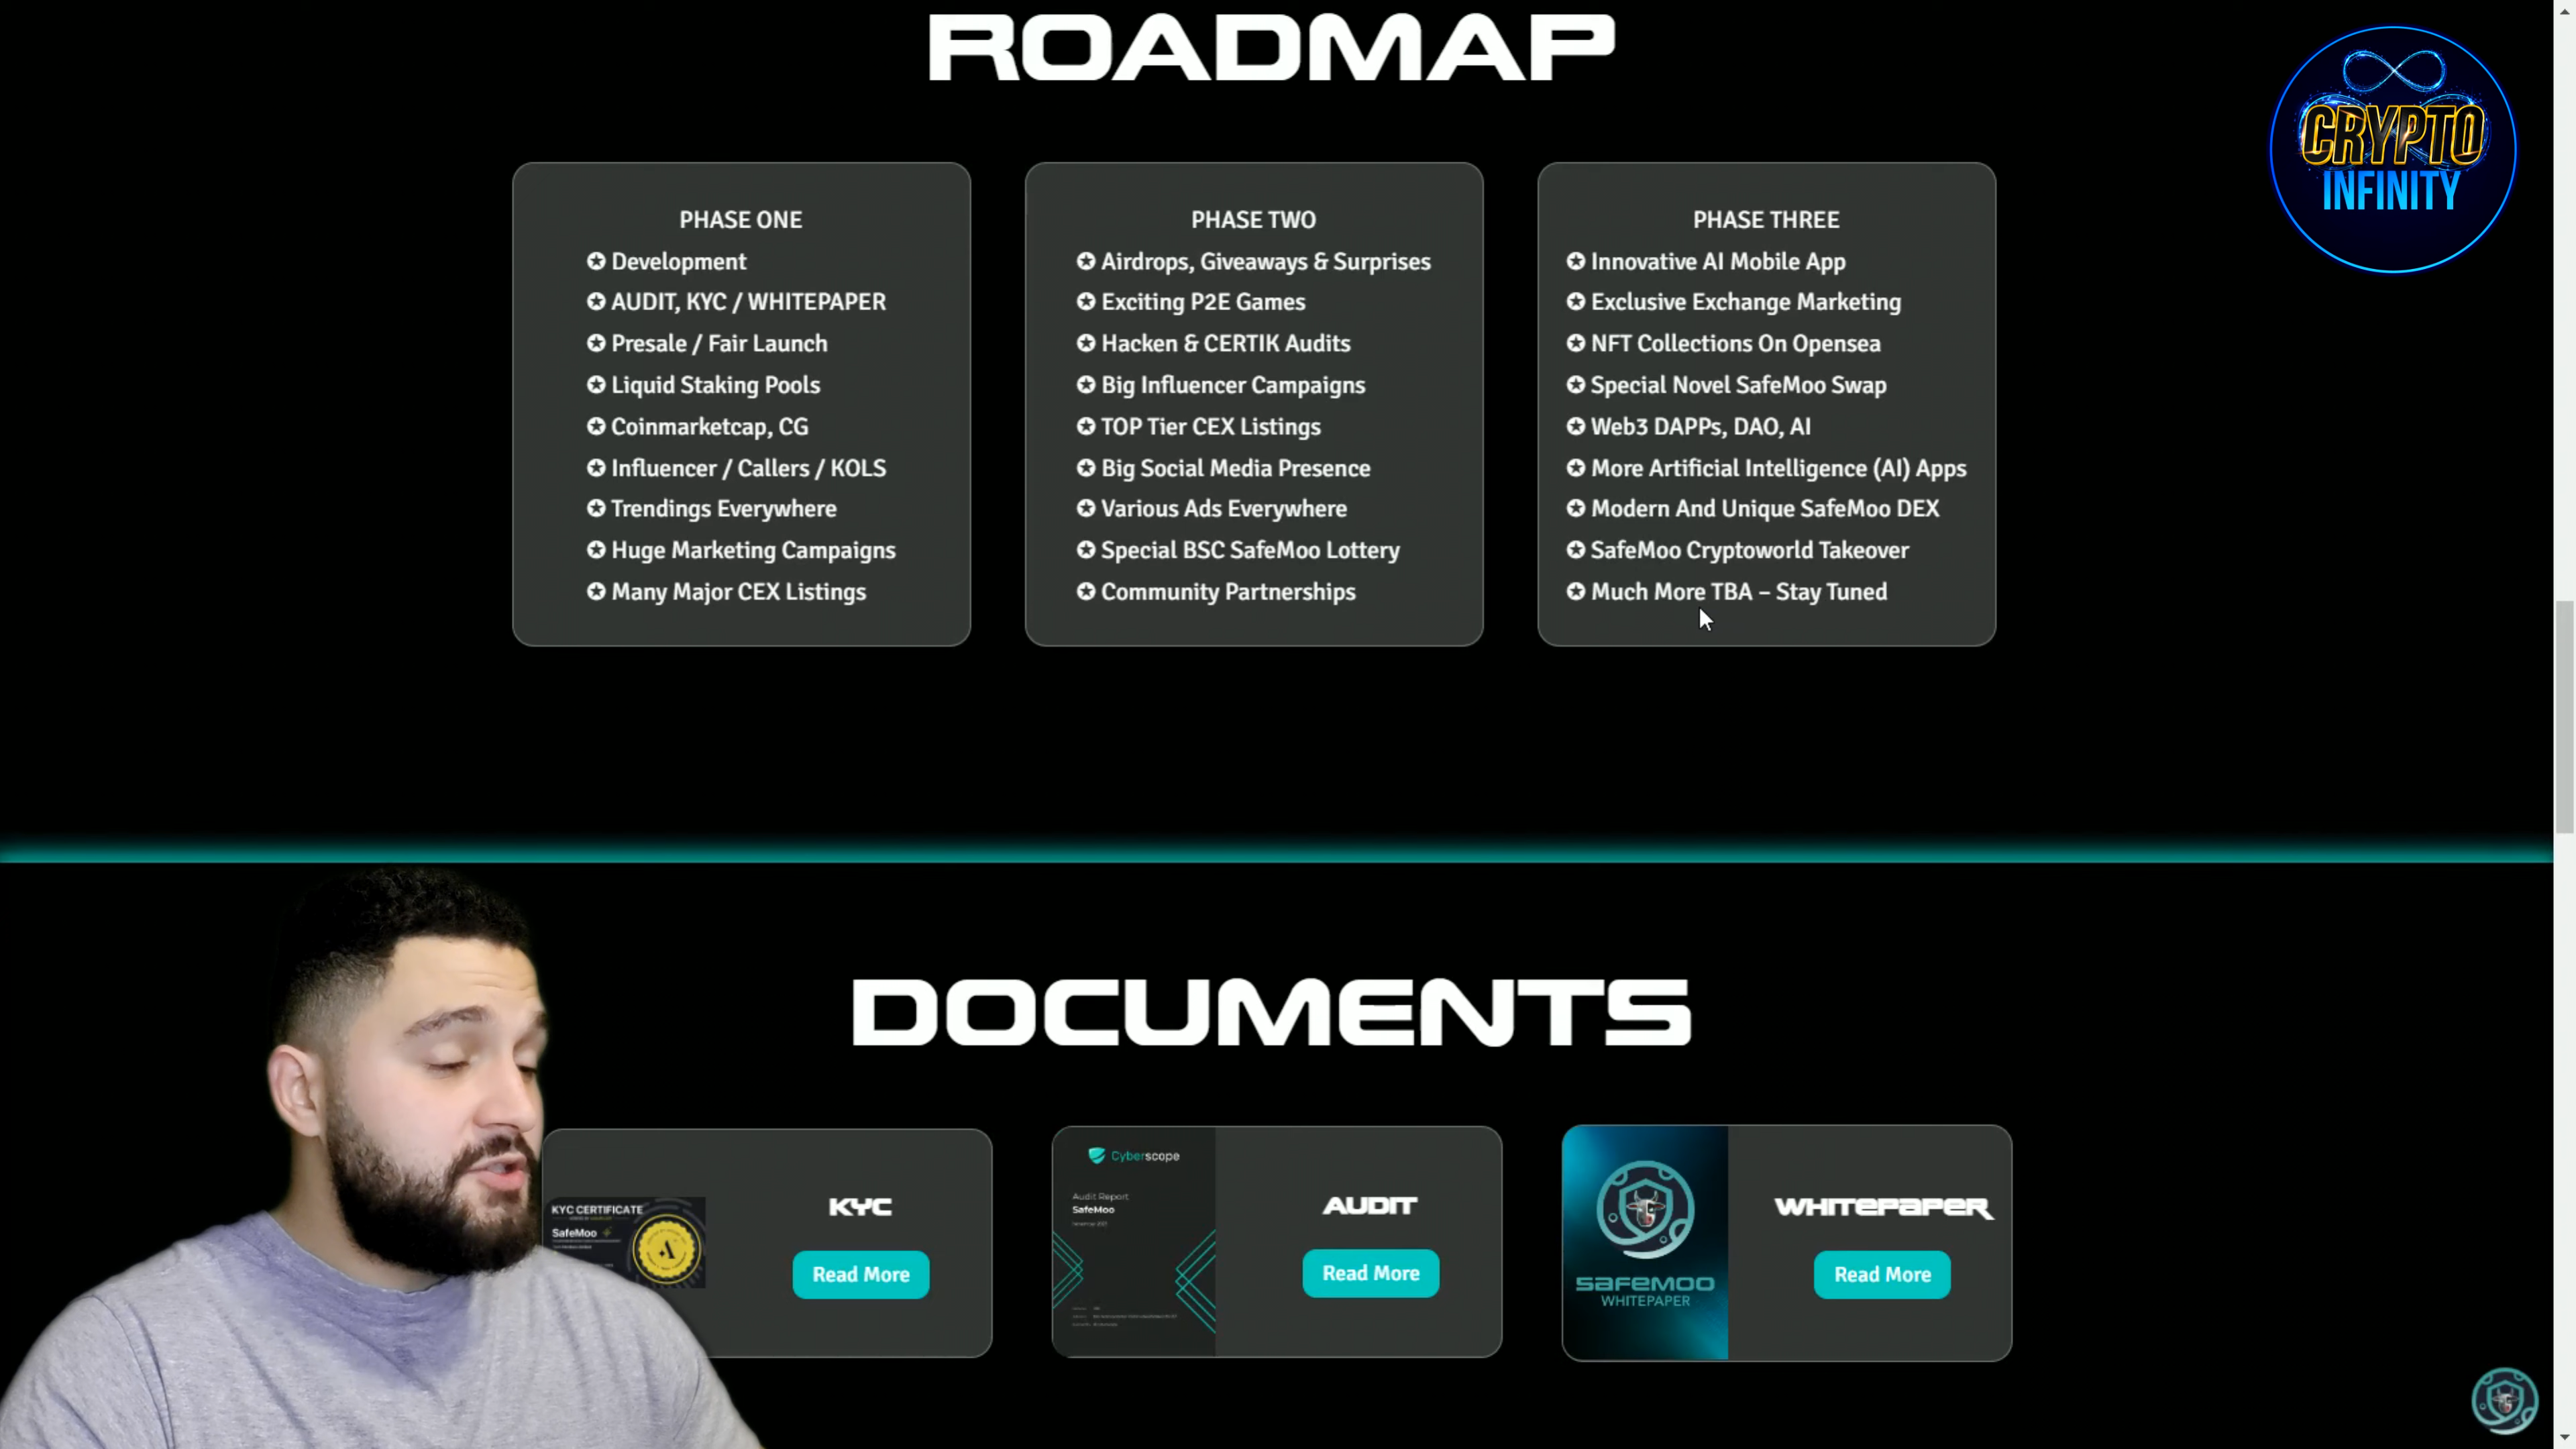 ROADMAP
CRYPTO
INFINITY
PHASE ONE
Development
AUDIT, KYC / WHITEPAPER
Presale / Fair Launch
Liquid Staking Pools
Coinmarketcap, CG
Influencer / Callers / KOLS
Trendings Everywhere
Huge Marketing Campaigns
Many Major CEX Listings
PHASE TWO
Airdrops, Giveaways & Surprises
Exciting P2E Games
Hacken & CERTIK Audits
Big Influencer Campaigns
TOP Tier CEX Listings
Big Social Media Presence
Various Ads Everywhere
Special BSC SafeMoo Lottery
Community Partnerships
PHASE THREE
Innovative AI Mobile App
Exclusive Exchange Marketing
NFT Collections On Opensea
Special Novel SafeMoo Swap
Web3 DAPPs, DAO, AI
More Artificial Intelligence (AI) Apps
Modern And Unique SafeMoo DEX
SafeMoo Cryptoworld Takeover
Much More TBA – Stay Tuned
DOCUMENTS
KYC CERTIFICATE
SafeMoo
KYC
Read More
Cyberscope
Audit Report
SafeMoo
AUDIT
Read More
SAFEMOO
WHITEPAPER
WHITEPAPER
Read More